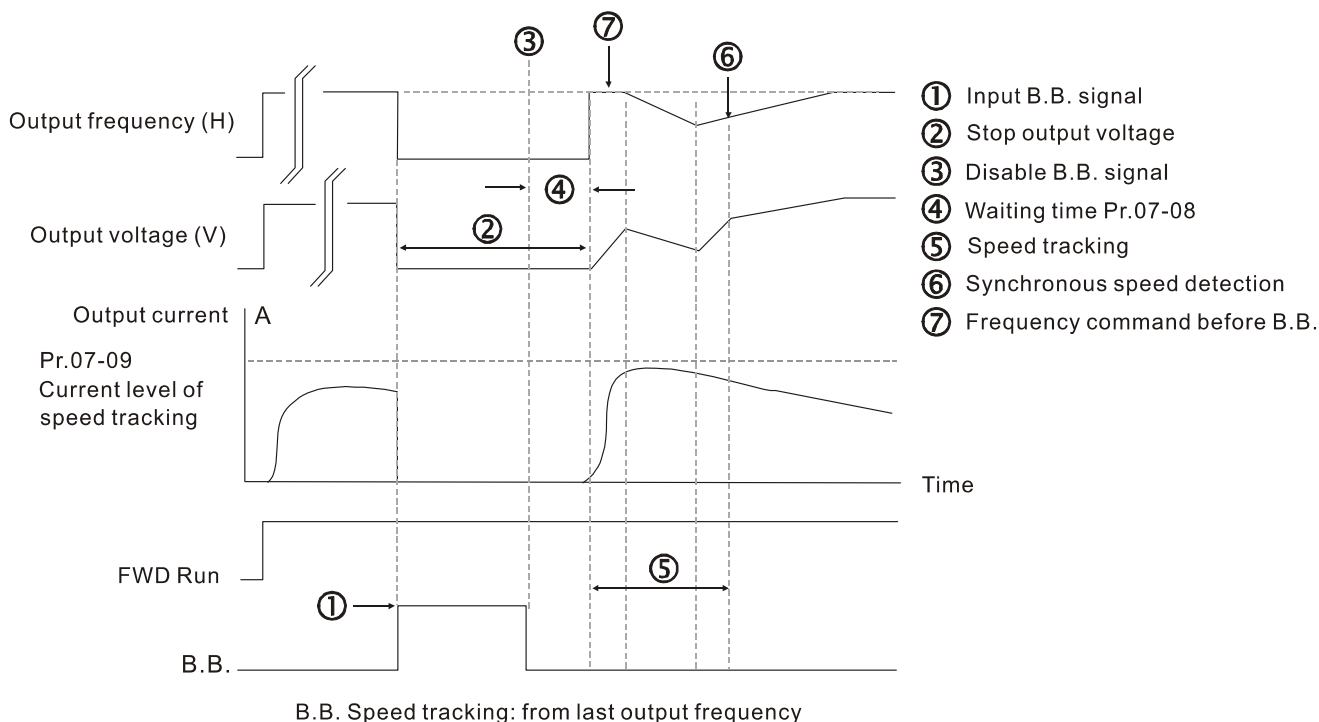 ⑦
③
⑥
Output frequency (H)
④
Output voltage (V)
②
① Input B.B. signal
② Stop output voltage
③ Disable B.B. signal
④ Waiting time Pr.07-08
⑤ Speed tracking
⑥ Synchronous speed detection
⑦ Frequency command before B.B.
Output current
A
Pr.07-09
Current level of
speed tracking
Time
FWD Run
⑤
①
B.B.
B.B. Speed tracking: from last output frequency